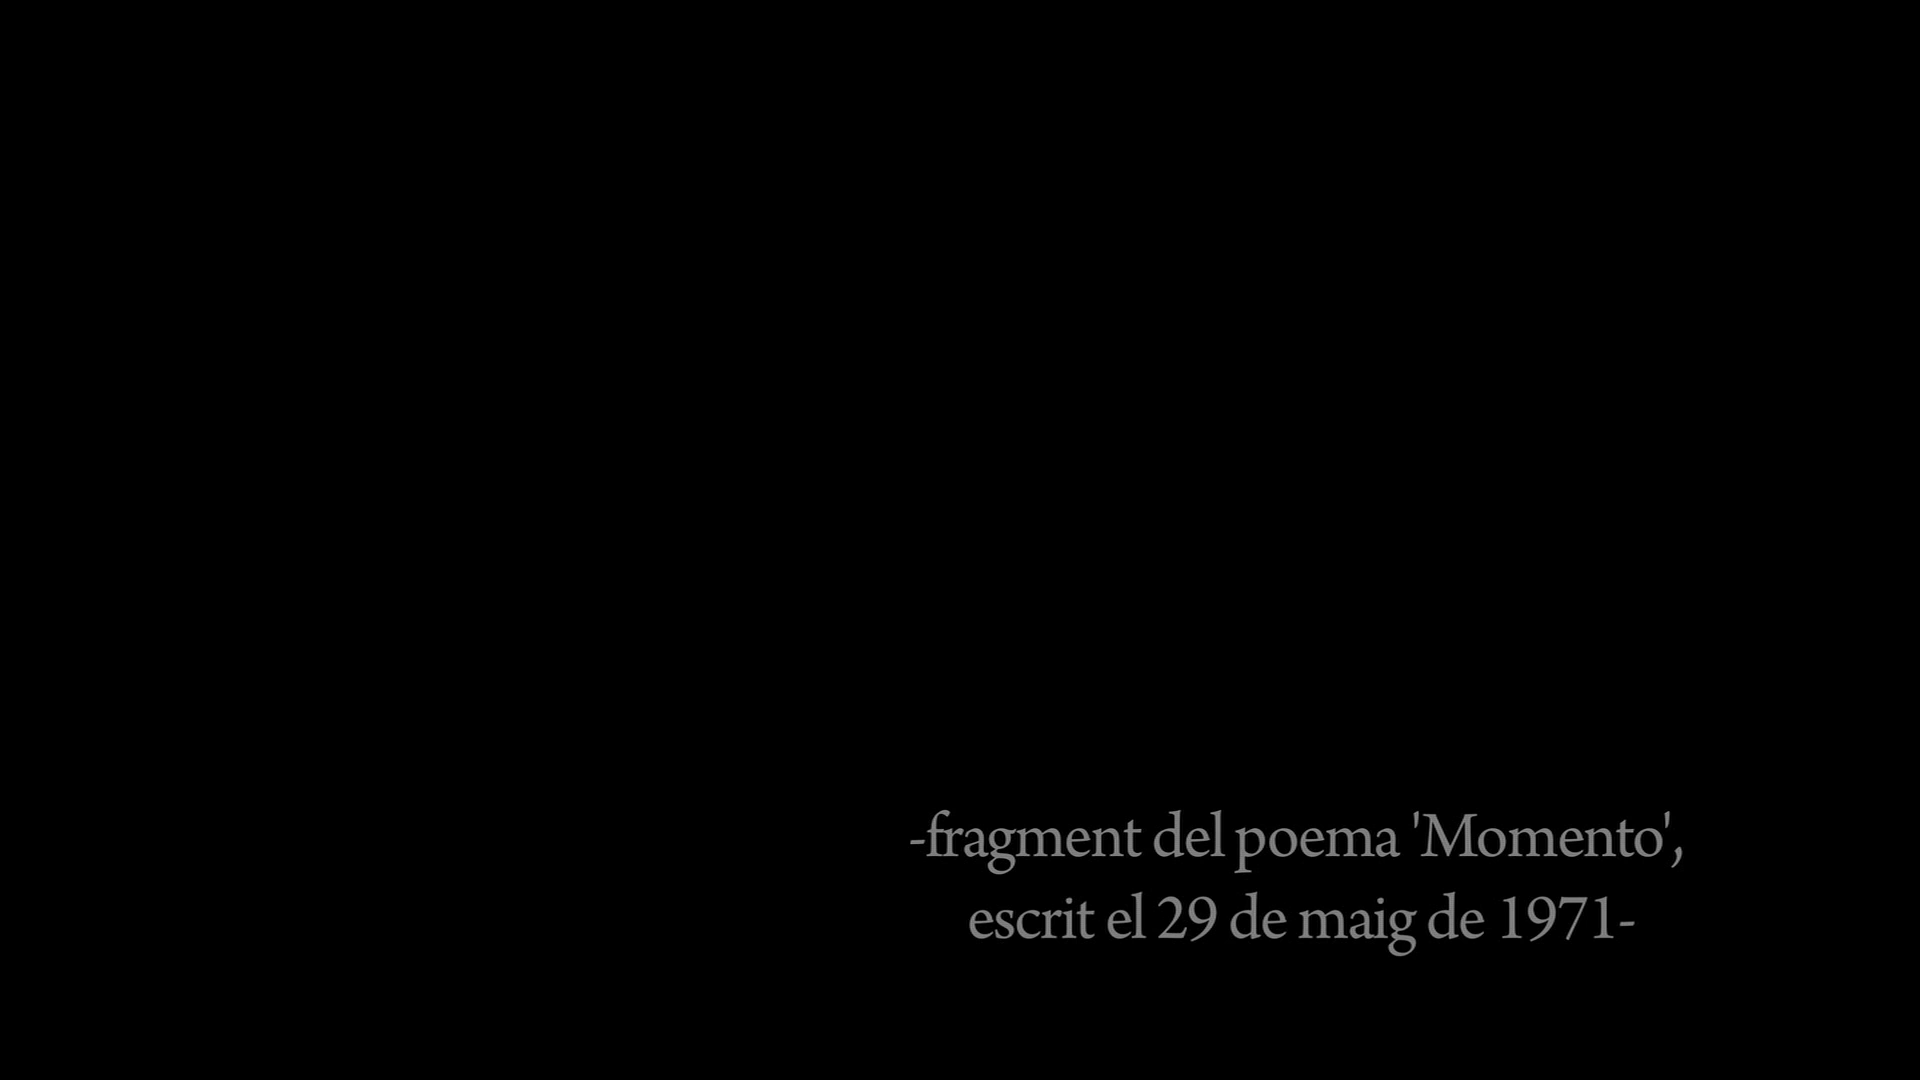 -fragment del poema 'Momento',
escrit el 29 de maig de 1971-